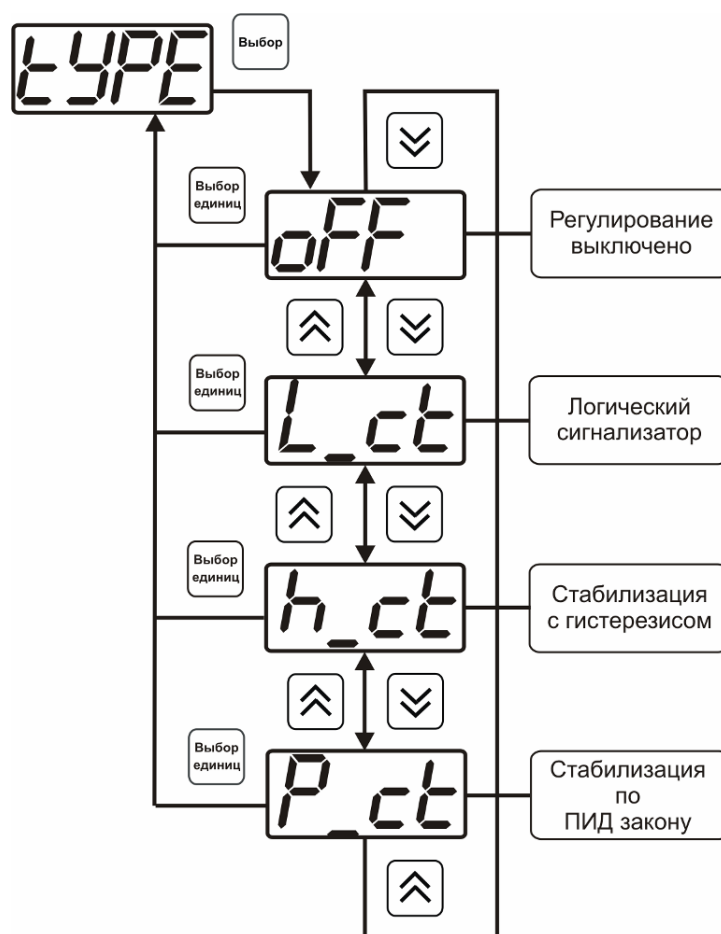 tYPE
Выбор
Выбор
единиц
oFF
Регулирование
выключено
Выбор
единиц
L_ct
Логический
сигнализатор
Выбор
единиц
h_ct
Стабилизация
с гистерезисом
Выбор
единиц
P_ct
Стабилизация
по
ПИД закону